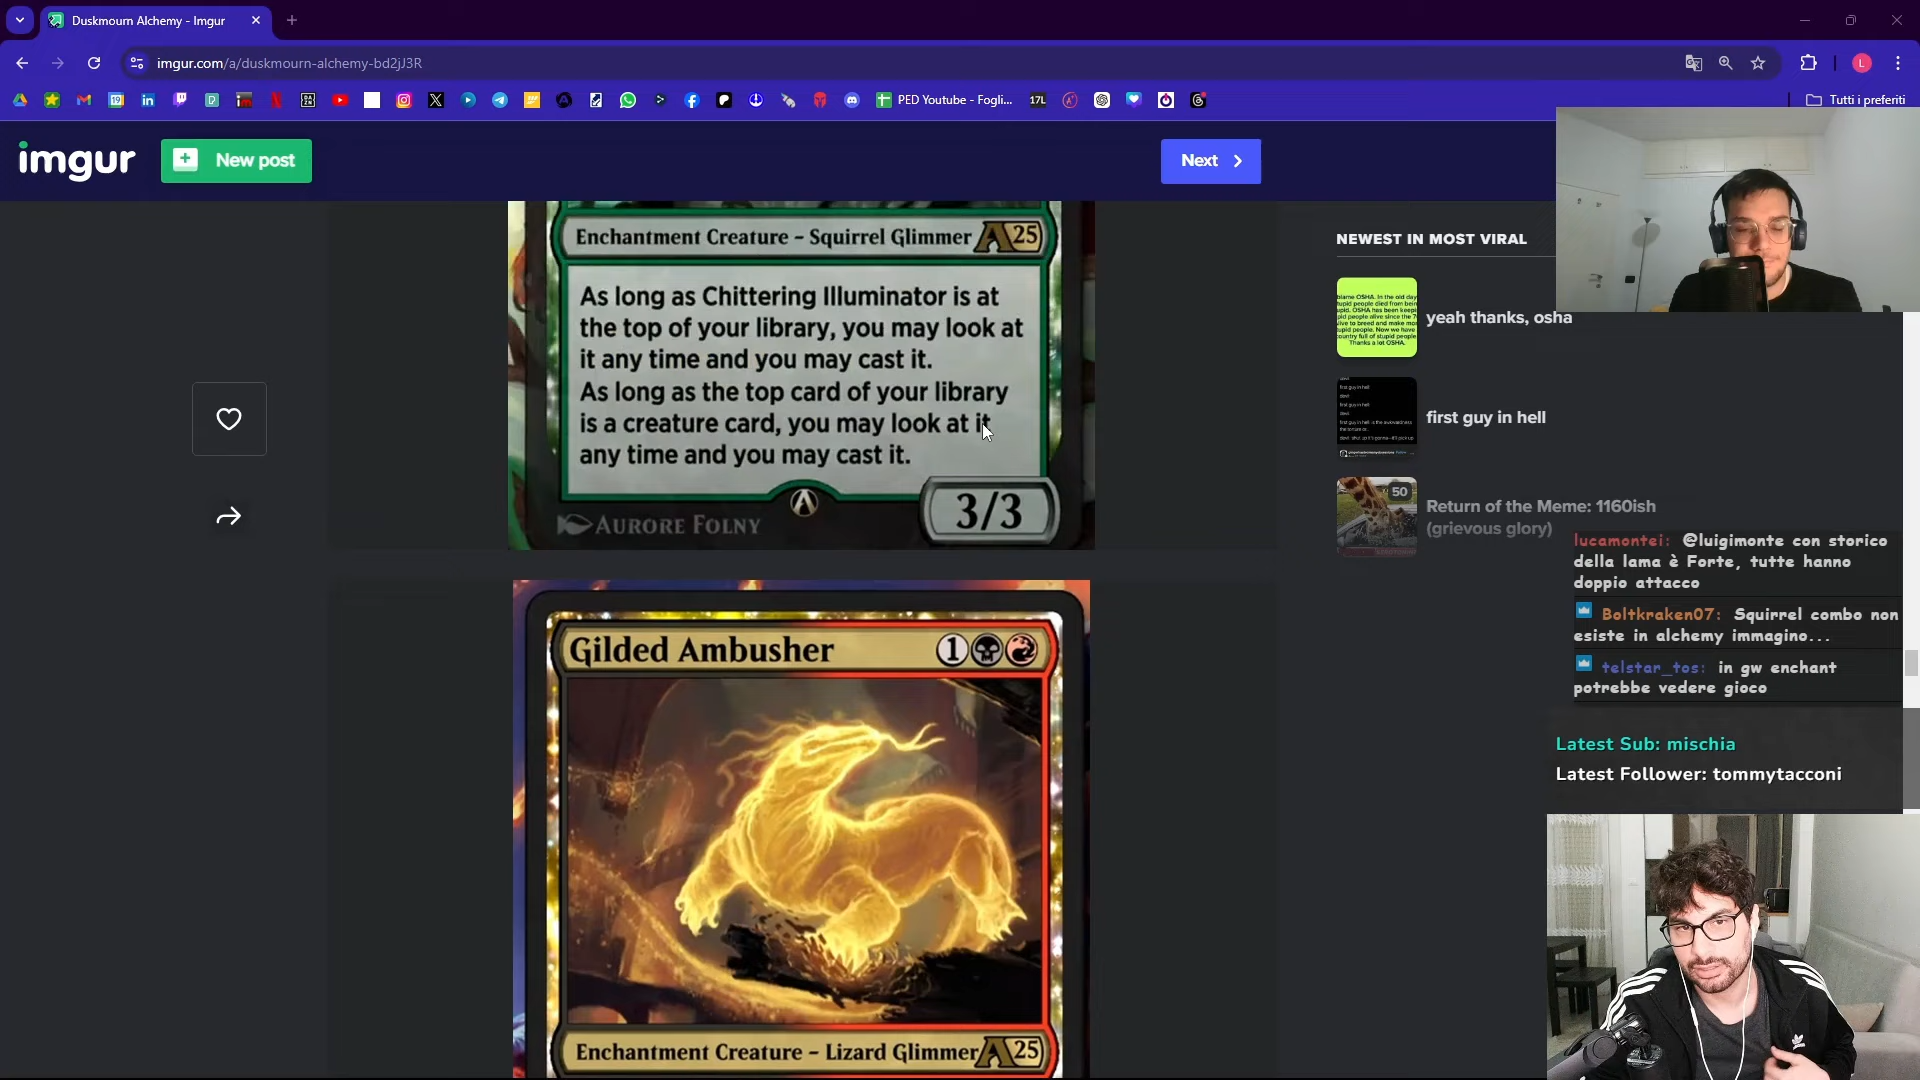 Duskmourn Alchemy - Imgur
imgur.com/a/duskmourn-alchemy-bd2jJ3R
PED Youtube - Fogli...
17L
Tutti i preferiti
imgur
New post
Next
Enchantment Creature – Squirrel Glimmer
A25
As long as Chittering Illuminator is at
the top of your library, you may look at
it any time and you may cast it.
As long as the top card of your library
is a creature card, you may look at it
any time and you may cast it.
3/3
AURORE FOLNY
Gilded Ambusher
1
Enchantment Creature – Lizard Glimmer
A25
NEWEST IN MOST VIRAL
yeah thanks, osha
first guy in hell
50
Return of the Meme: 1160ish
(grievous glory)
lucamontei: @luigimonte con storico
della lama è Forte, tutte hanno
doppio attacco
Boltkraken07: Squirrel combo non
esiste in alchemy immagino...
telstar_tos: in gw enchant
potrebbe vedere gioco
Latest Sub: mischia
Latest Follower: tommytacconi